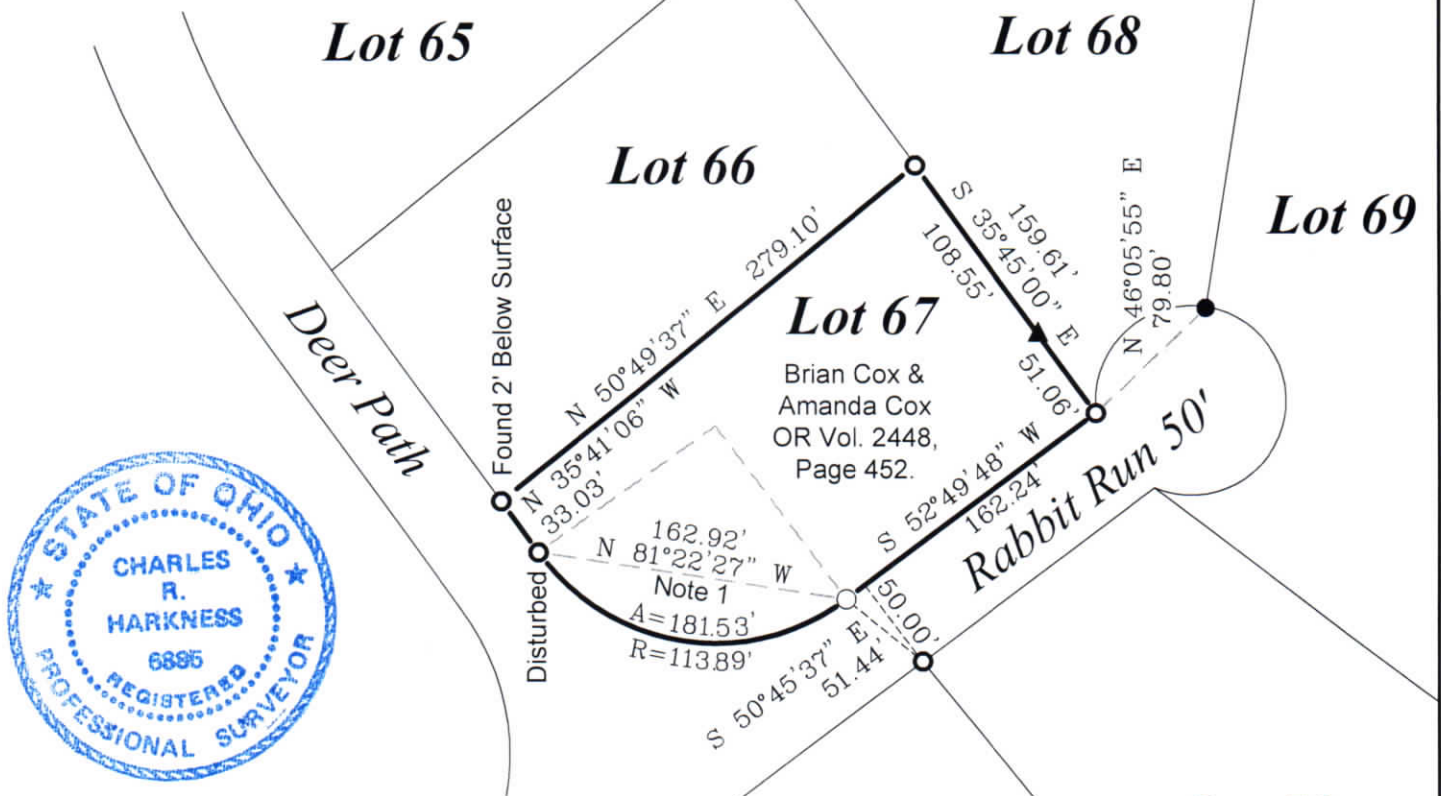 Lot 65
Lot 68
Lot 66
Lot 69
Found 2' Below Surface
N 50°49'37" E 279.10'
S 35°45'00" E
159.61'
108.55'
51.06'
N 46°05'55" E
79.80'
Lot 67
Brian Cox &
Amanda Cox
OR Vol. 2448,
Page 452.
Deer Path
N 35°41'06" W
33.03'
162.92'
N 81°22'27" W
Note 1
A=181.53'
R=113.89'
Disturbed
S 52°49'48" W
162.24'
Rabbit Run 50'
50.00'
S 50°45'37" E
51.44'
STATE OF OHIO
CHARLES
R.
HARKNESS
6885
REGISTERED
PROFESSIONAL SURVEYOR